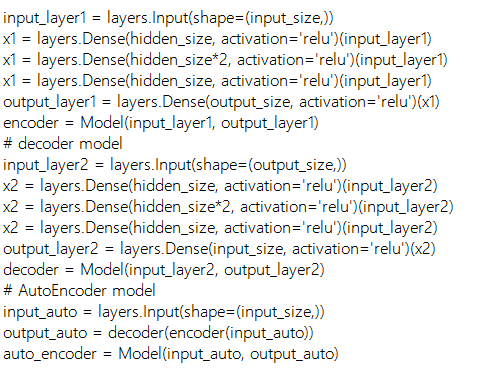 input_layer1 = layers.Input(shape=(input_size,))
x1 = layers.Dense(hidden_size, activation='relu')(input_layer1)
x1 = layers.Dense(hidden_size*2, activation='relu')(input_layer1)
x1 = layers.Dense(hidden_size, activation='relu')(input_layer1)
output_layer1 = layers.Dense(output_size, activation='relu')(x1)
encoder = Model(input_layer1, output_layer1)
# decoder model
input_layer2 = layers.Input(shape=(output_size,))
x2 = layers.Dense(hidden_size, activation='relu')(input_layer2)
x2 = layers.Dense(hidden_size*2, activation='relu')(input_layer2)
x2 = layers.Dense(hidden_size, activation='relu')(input_layer2)
output_layer2 = layers.Dense(input_size, activation='relu')(x2)
decoder = Model(input_layer2, output_layer2)
# AutoEncoder model
input_auto = layers.Input(shape=(input_size,))
output_auto = decoder(encoder(input_auto))
auto_encoder = Model(input_auto, output_auto)